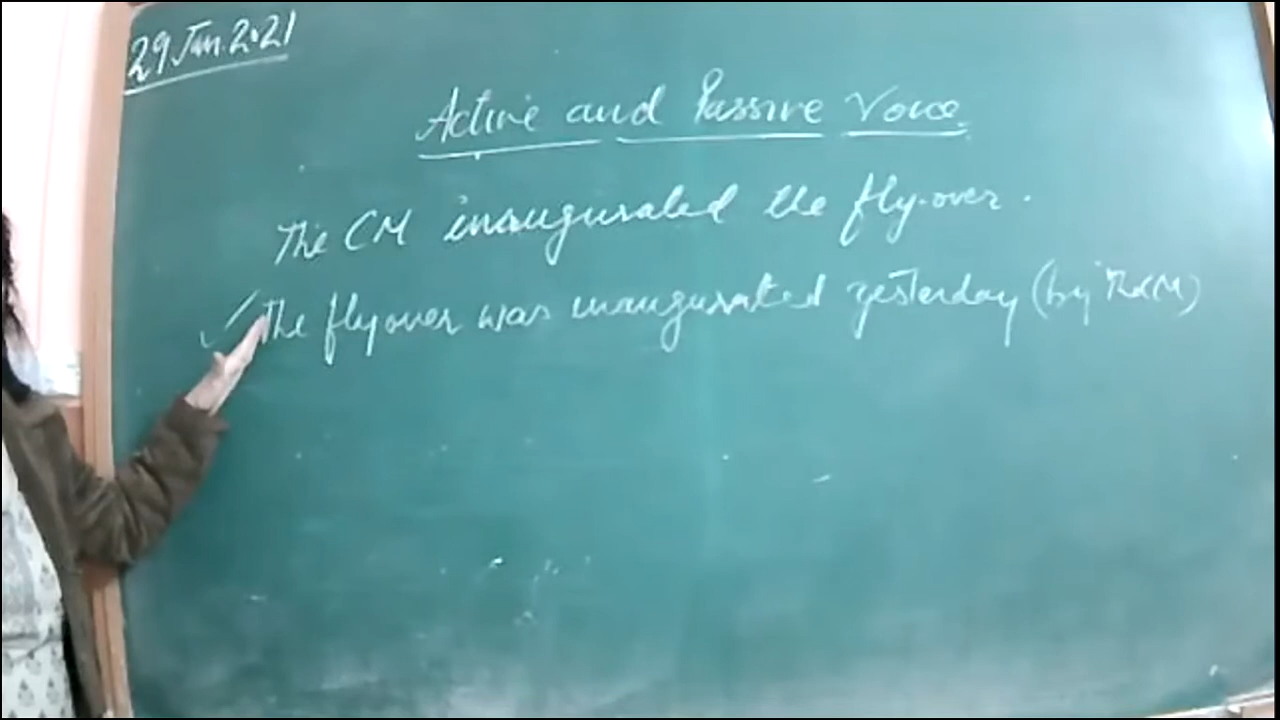 29 Jan. 2021
Active and Passive Voice
The CM inaugurated the fly-over.
✓ The flyover was inaugurated yesterday (by The CM)